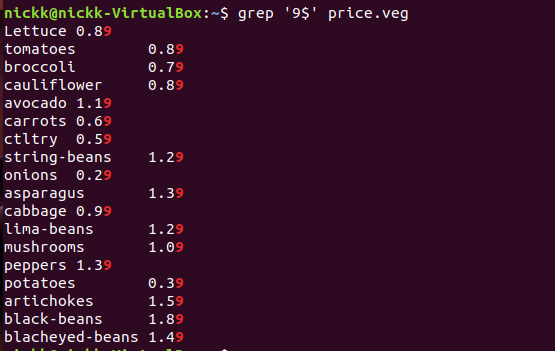 nickk@nickk-VirtualBox:~$ grep '9$' price.veg
Lettuce 0.89
tomatoes 0.89
broccoli 0.79
cauliflower 0.89
avocado 1.19
carrots 0.69
ctltry 0.59
string-beans 1.29
onions 0.29
asparagus 1.39
cabbage 0.99
lima-beans 1.29
mushrooms 1.09
peppers 1.39
potatoes 0.39
artichokes 1.59
black-beans 1.89
blacheyed-beans 1.49